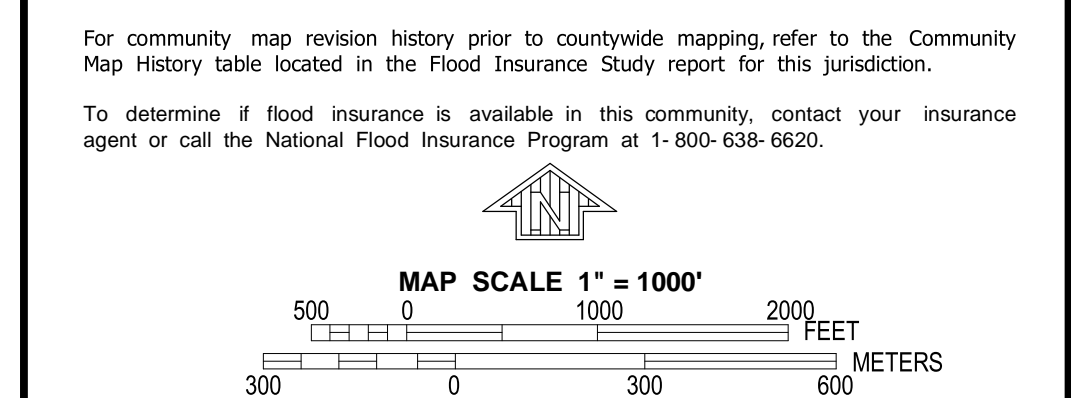 For community map revision history prior to countywide mapping, refer to the Community
Map History table located in the Flood Insurance Study report for this jurisdiction.
To determine if flood insurance is available in this community, contact your insurance
agent or call the National Flood Insurance Program at 1- 800- 638- 6620.
N
MAP SCALE 1" = 1000'
500 0 1000 2000
FEET
METERS
300 0 300 600